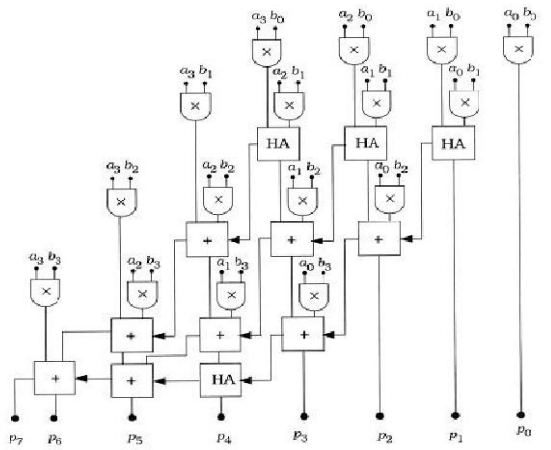 a₃ b₀ a₂ b₀ a₁ b₀ a₀ b₀
× × × ×
a₃ b₁ a₂ b₁ a₁ b₁ a₀ b₁
× × × ×
HA HA HA
a₃ b₂ a₂ b₂ a₁ b₂ a₀ b₂
× × × ×
+ + +
a₃ b₃ a₂ b₃ a₁ b₃ a₀ b₃
× × × ×
+ + +
+ + HA
p₇ p₆ p₅ p₄ p₃ p₂ p₁ p₀